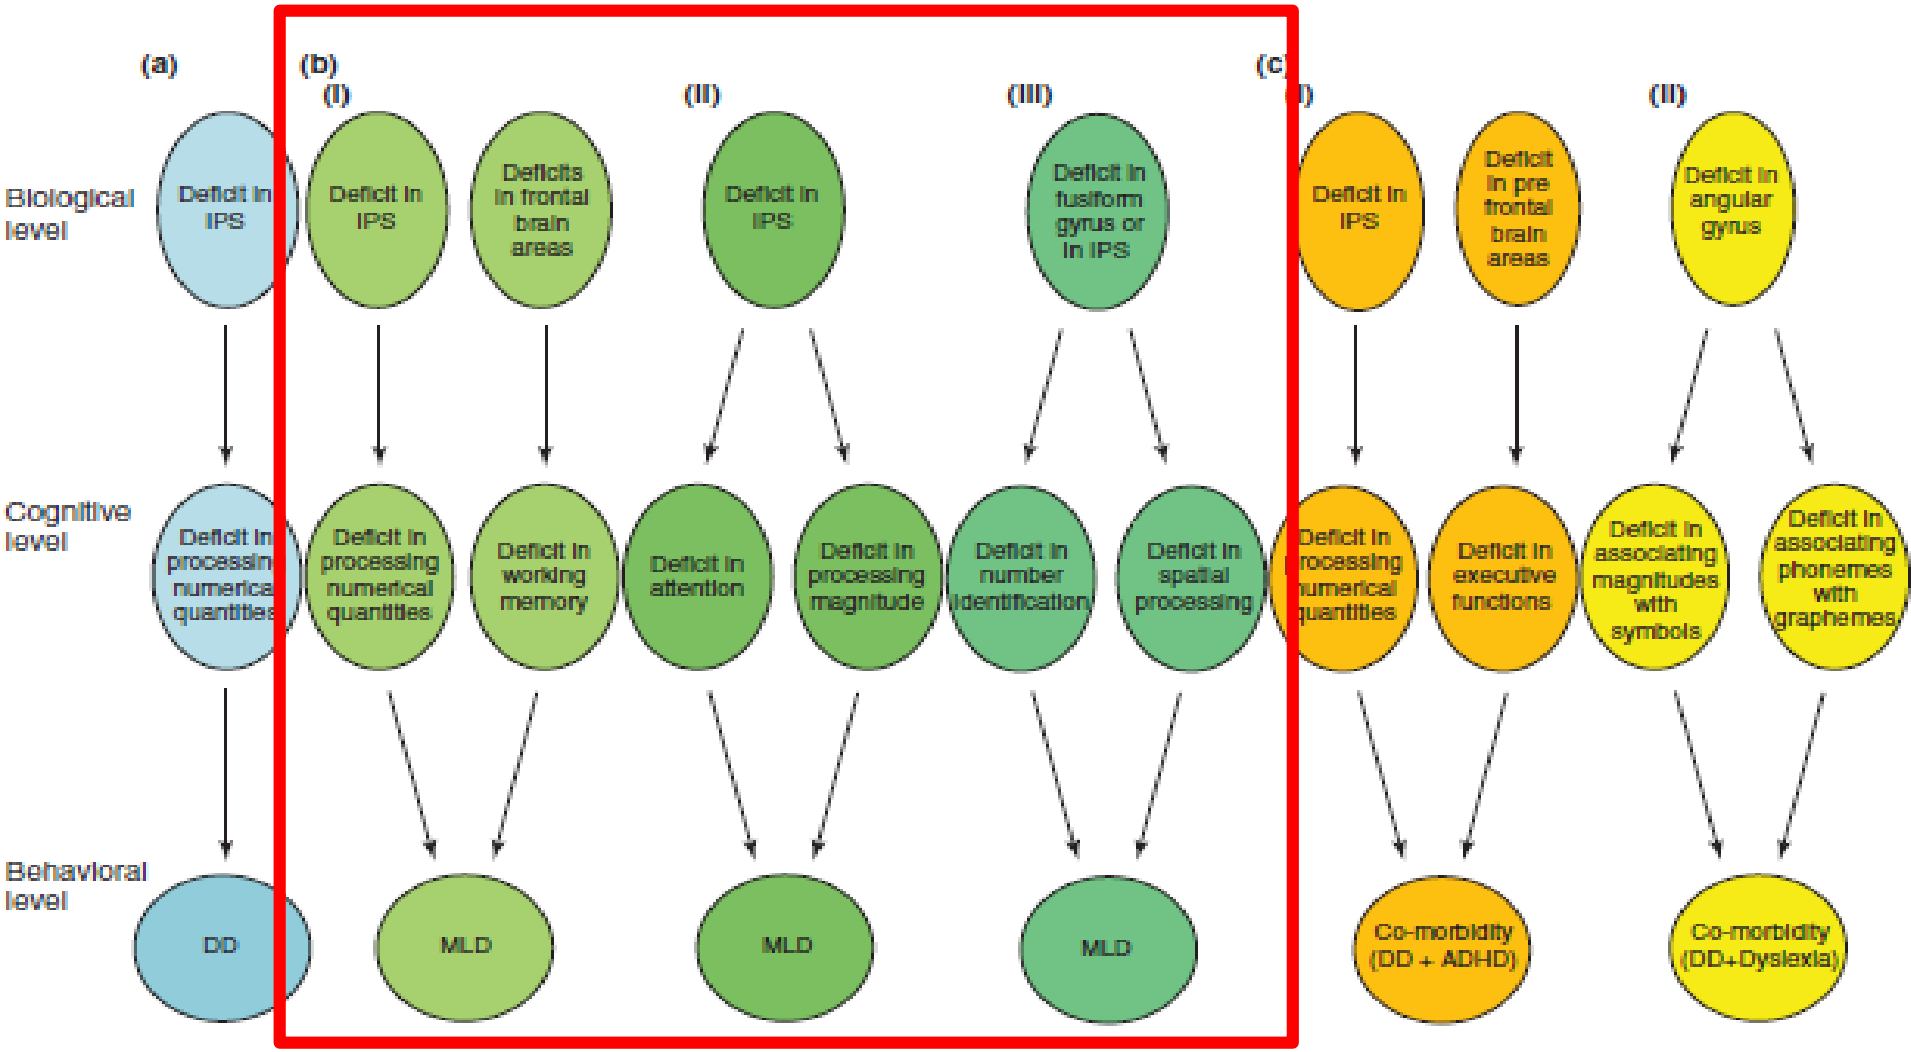 (a)
(b)
(c)
(I)
(II)
(III)
(I)
(II)
Biological
level
Deficit in
IPS
Deficit in
IPS
Deficits
in frontal
brain
areas
Deficit in
IPS
Deficit in
fusiform
gyrus or
in IPS
Deficit in
IPS
Deficit
in pre
frontal
brain
areas
Deficit in
angular
gyrus
Cognitive
level
Deficit in
processing
numerical
quantities
Deficit in
processing
numerical
quantities
Deficit in
working
memory
Deficit in
attention
Deficit in
processing
magnitude
Deficit in
number
identification
Deficit in
spatial
processing
Deficit in
processing
numerical
quantities
Deficit in
executive
functions
Deficit in
associating
magnitudes
with
symbols
Deficit in
associating
phonemes
with
graphemes
Behavioral
level
DD
MLD
MLD
MLD
Co-morbidity
(DD + ADHD)
Co-morbidity
(DD+Dyslexia)